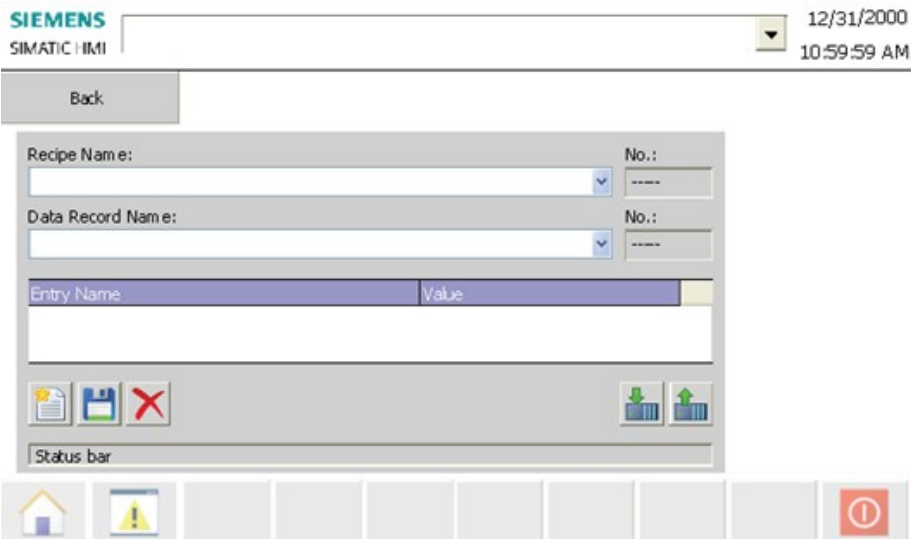 SIEMENS
SIMATIC HMI
12/31/2000
10:59:59 AM
Back
Recipe Name:
No.:
-----
Data Record Name:
No.:
-----
Entry Name Value
Status bar